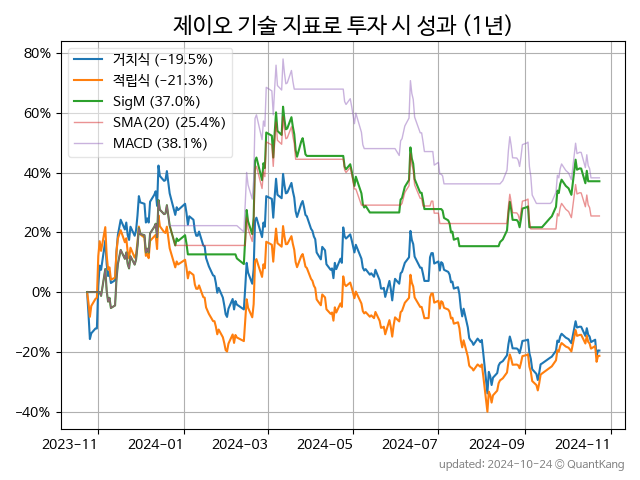 제이오 기술 지표로 투자 시 성과 (1년)
80%
60%
40%
20%
0%
−20%
−40%
거치식 (−19.5%)
적립식 (−21.3%)
SigM (37.0%)
SMA(20) (25.4%)
MACD (38.1%)
2023-11 2024-01 2024-03 2024-05 2024-07 2024-09 2024-11
updated: 2024-10-24 © QuantKang